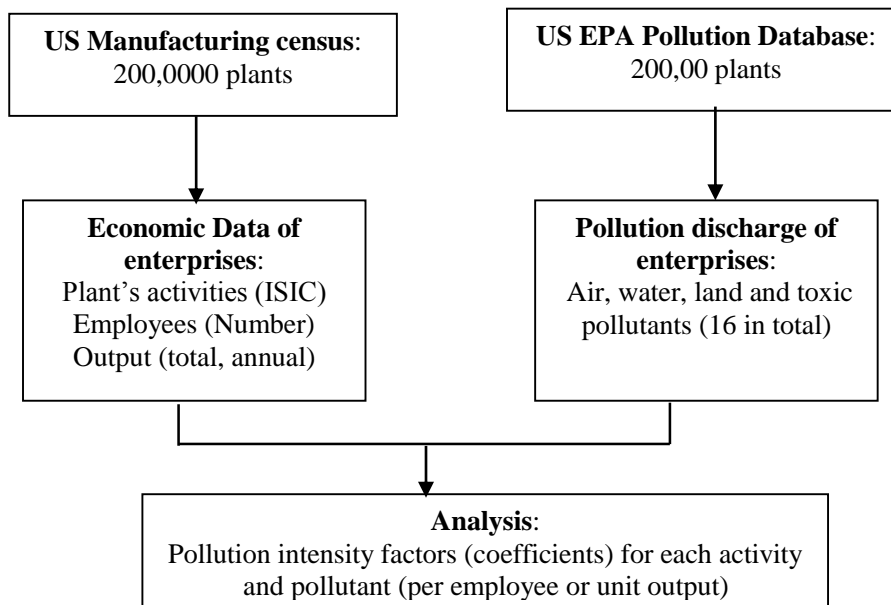 US Manufacturing census:
200,0000 plants
US EPA Pollution Database:
200,00 plants
Economic Data of
enterprises:
Plant's activities (ISIC)
Employees (Number)
Output (total, annual)
Pollution discharge of
enterprises:
Air, water, land and toxic
pollutants (16 in total)
Analysis:
Pollution intensity factors (coefficients) for each activity
and pollutant (per employee or unit output)